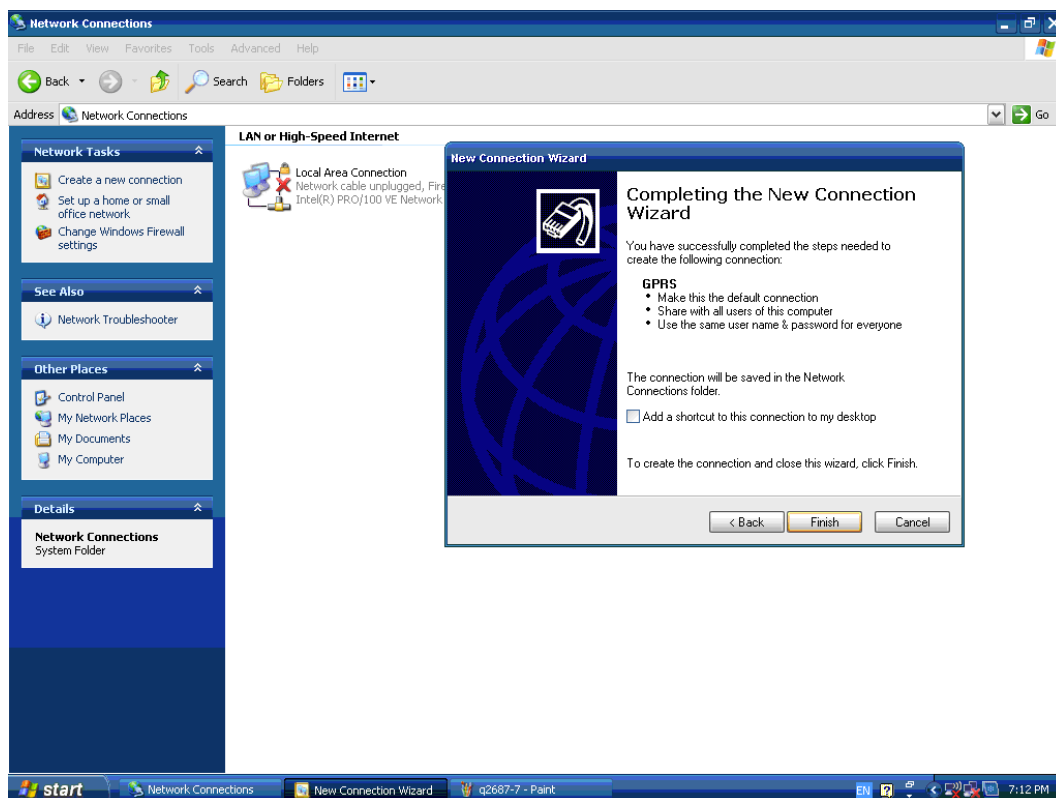 Network Connections
File Edit View Favorites Tools Advanced Help
Back Search Folders
Address Network Connections Go
Network Tasks
Create a new connection
Set up a home or small
office network
Change Windows Firewall
settings
See Also
Network Troubleshooter
Other Places
Control Panel
My Network Places
My Documents
My Computer
Details
Network Connections
System Folder
LAN or High-Speed Internet
Local Area Connection
Network cable unplugged, Fire
Intel(R) PRO/100 VE Network
New Connection Wizard
Completing the New Connection
Wizard
You have successfully completed the steps needed to
create the following connection:
GPRS
• Make this the default connection
• Share with all users of this computer
• Use the same user name & password for everyone
The connection will be saved in the Network
Connections folder.
Add a shortcut to this connection to my desktop
To create the connection and close this wizard, click Finish.
< Back Finish Cancel
start Network Connections New Connection Wizard q2687-7 - Paint EN 7:12 PM